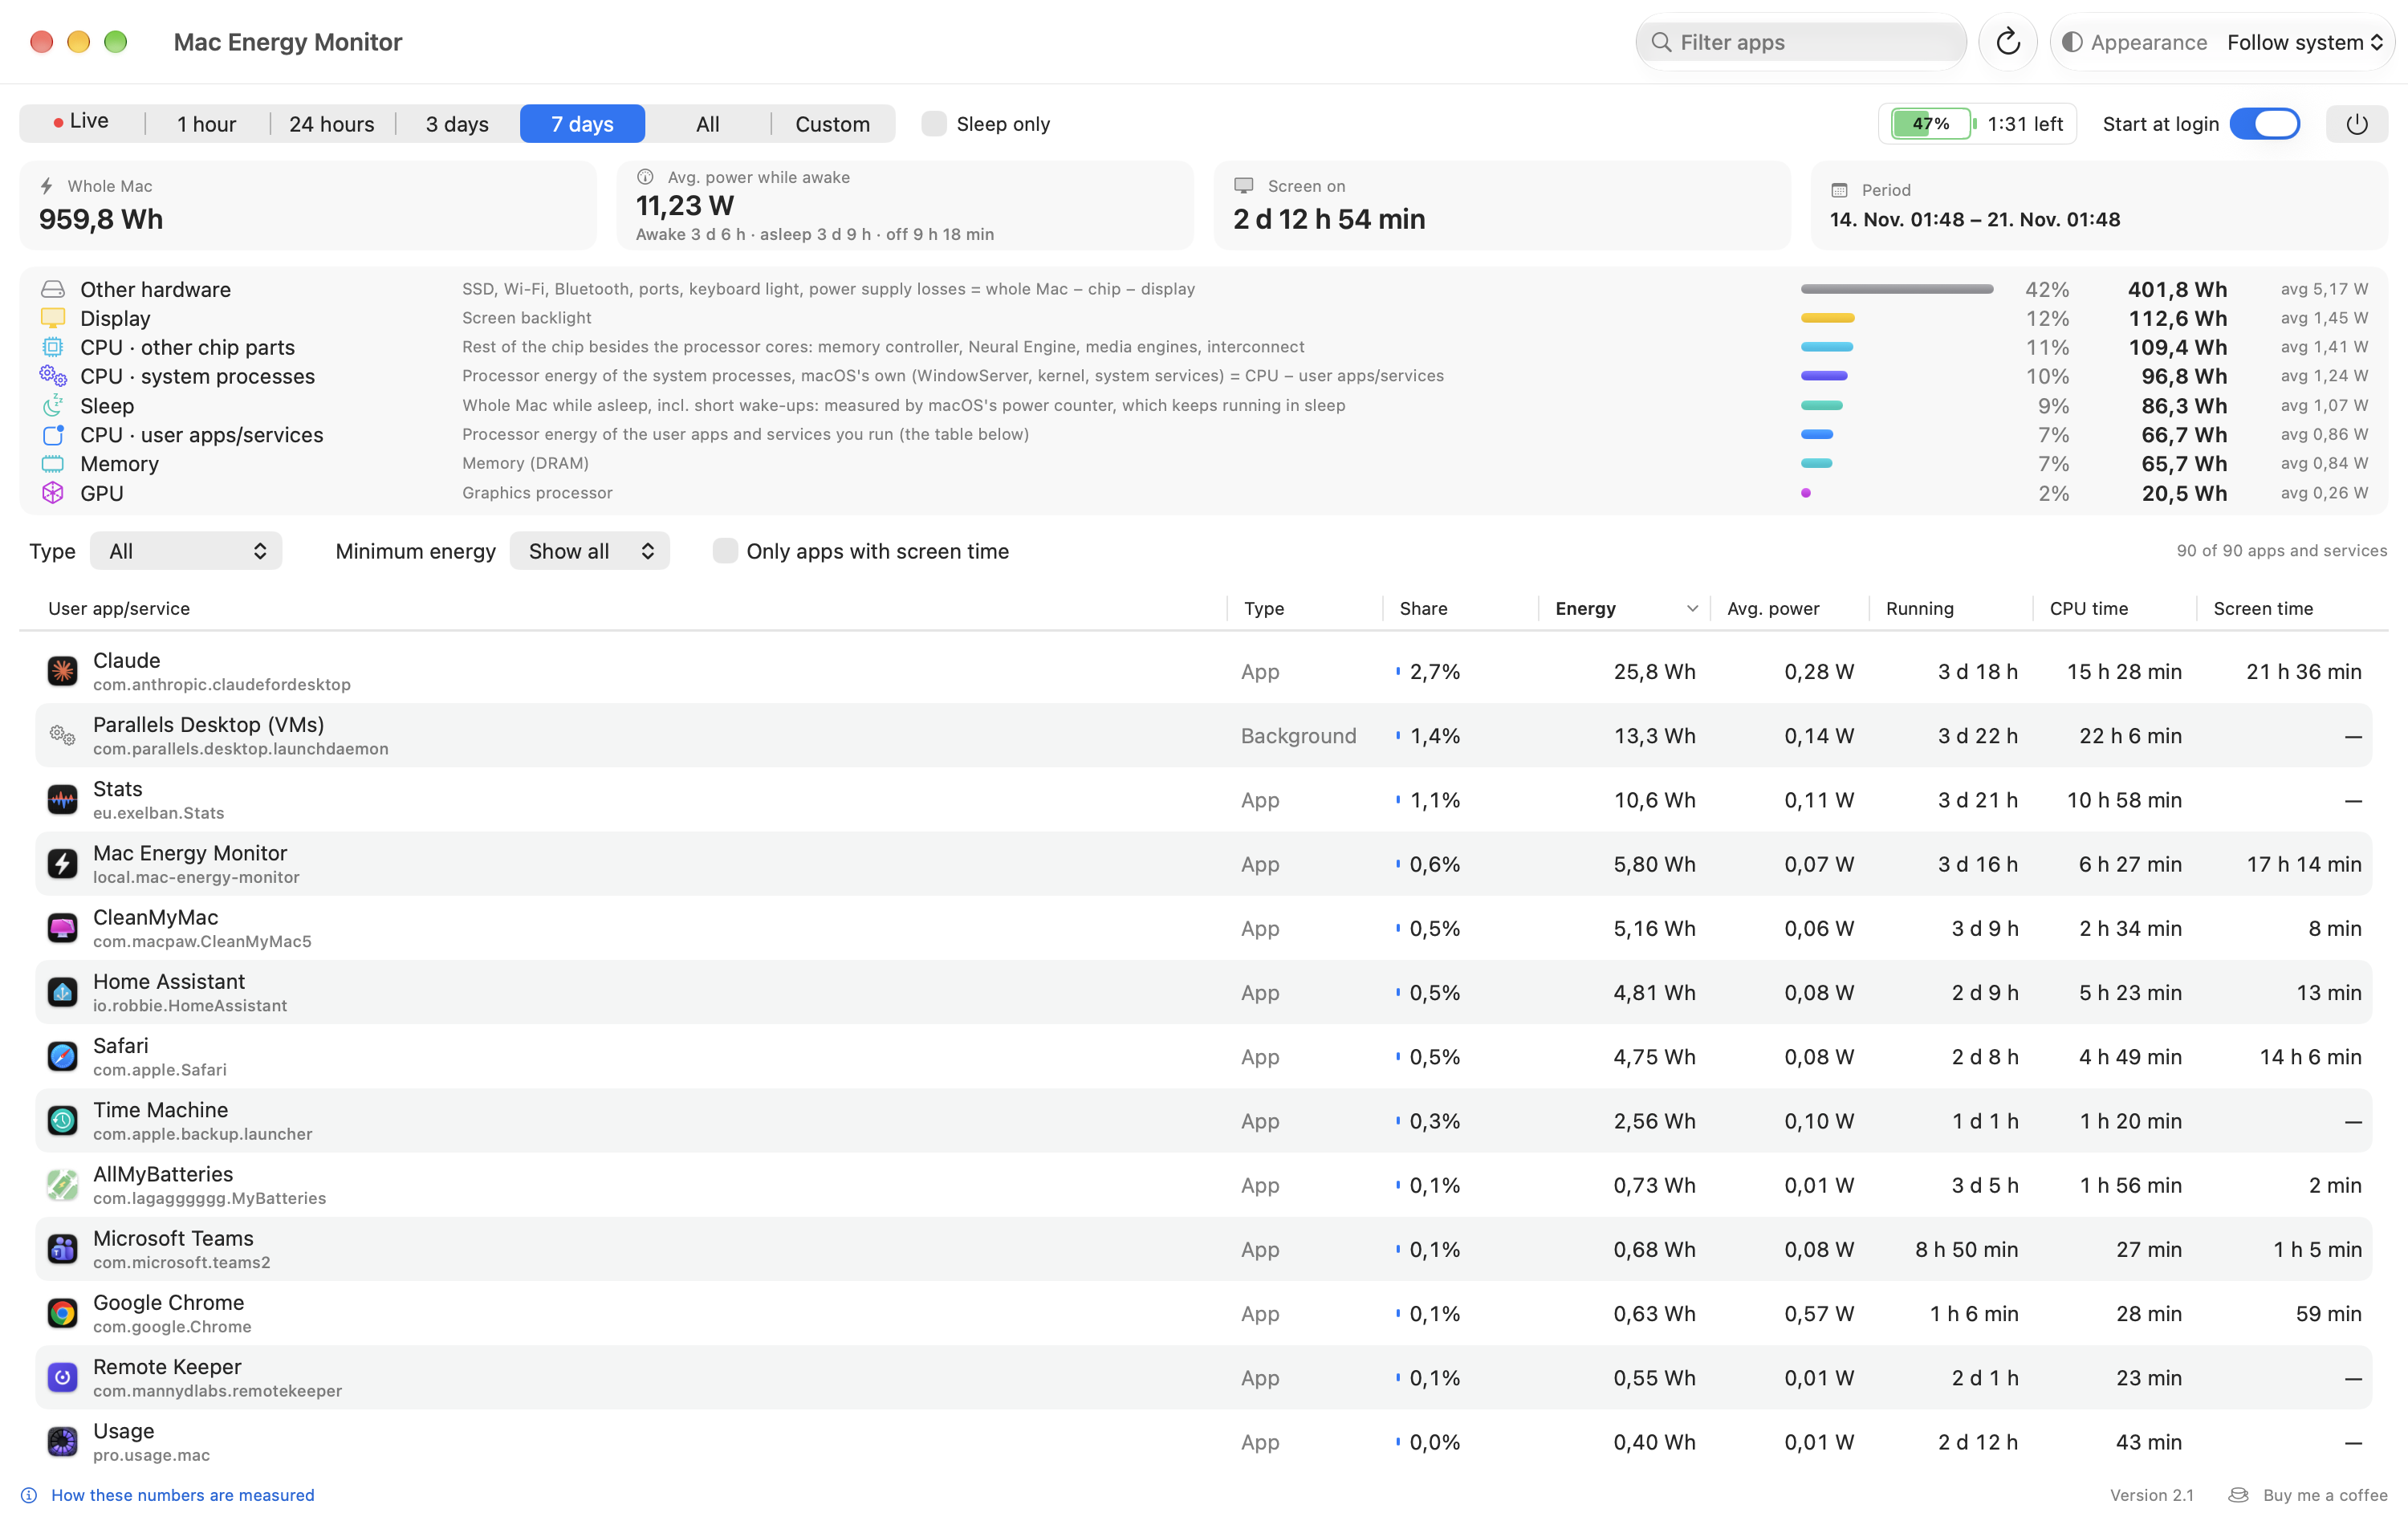 Mac Energy Monitor
Filter apps
Appearance Follow system
Live 1 hour 24 hours 3 days 7 days All Custom Sleep only
47% 1:31 left Start at login
Whole Mac
959,8 Wh
Avg. power while awake
11,23 W
Awake 3 d 6 h · asleep 3 d 9 h · off 9 h 18 min
Screen on
2 d 12 h 54 min
Period
14. Nov. 01:48 – 21. Nov. 01:48
Other hardware SSD, Wi-Fi, Bluetooth, ports, keyboard light, power supply losses = whole Mac – chip – display 42% 401,8 Wh avg 5,17 W
Display Screen backlight 12% 112,6 Wh avg 1,45 W
CPU · other chip parts Rest of the chip besides the processor cores: memory controller, Neural Engine, media engines, interconnect 11% 109,4 Wh avg 1,41 W
CPU · system processes Processor energy of the system processes, macOS's own (WindowServer, kernel, system services) = CPU – user apps/services 10% 96,8 Wh avg 1,24 W
Sleep Whole Mac while asleep, incl. short wake-ups: measured by macOS's power counter, which keeps running in sleep 9% 86,3 Wh avg 1,07 W
CPU · user apps/services Processor energy of the user apps and services you run (the table below) 7% 66,7 Wh avg 0,86 W
Memory Memory (DRAM) 7% 65,7 Wh avg 0,84 W
GPU Graphics processor 2% 20,5 Wh avg 0,26 W
Type All Minimum energy Show all Only apps with screen time 90 of 90 apps and services
User app/service Type Share Energy Avg. power Running CPU time Screen time
Claude
com.anthropic.claudefordesktop
App 2,7% 25,8 Wh 0,28 W 3 d 18 h 15 h 28 min 21 h 36 min
Parallels Desktop (VMs)
com.parallels.desktop.launchdaemon
Background 1,4% 13,3 Wh 0,14 W 3 d 22 h 22 h 6 min —
Stats
eu.exelban.Stats
App 1,1% 10,6 Wh 0,11 W 3 d 21 h 10 h 58 min —
Mac Energy Monitor
local.mac-energy-monitor
App 0,6% 5,80 Wh 0,07 W 3 d 16 h 6 h 27 min 17 h 14 min
CleanMyMac
com.macpaw.CleanMyMac5
App 0,5% 5,16 Wh 0,06 W 3 d 9 h 2 h 34 min 8 min
Home Assistant
io.robbie.HomeAssistant
App 0,5% 4,81 Wh 0,08 W 2 d 9 h 5 h 23 min 13 min
Safari
com.apple.Safari
App 0,5% 4,75 Wh 0,08 W 2 d 8 h 4 h 49 min 14 h 6 min
Time Machine
com.apple.backup.launcher
App 0,3% 2,56 Wh 0,10 W 1 d 1 h 1 h 20 min —
AllMyBatteries
com.lagagggggg.MyBatteries
App 0,1% 0,73 Wh 0,01 W 3 d 5 h 1 h 56 min 2 min
Microsoft Teams
com.microsoft.teams2
App 0,1% 0,68 Wh 0,08 W 8 h 50 min 27 min 1 h 5 min
Google Chrome
com.google.Chrome
App 0,1% 0,63 Wh 0,57 W 1 h 6 min 28 min 59 min
Remote Keeper
com.mannydlabs.remotekeeper
App 0,1% 0,55 Wh 0,01 W 2 d 1 h 23 min —
Usage
pro.usage.mac
App 0,0% 0,40 Wh 0,01 W 2 d 12 h 43 min —
How these numbers are measured Version 2.1 Buy me a coffee